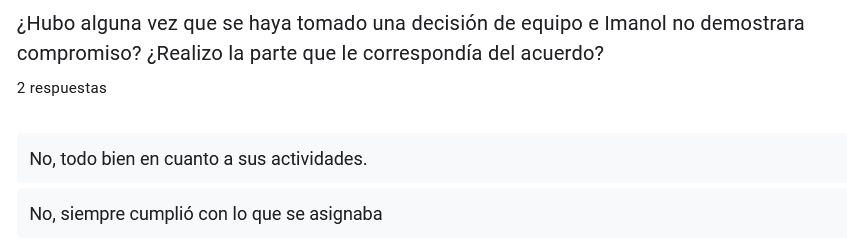 ¿Hubo alguna vez que se haya tomado una decisión de equipo e Imanol no demostrara
compromiso? ¿Realizo la parte que le correspondía del acuerdo?
2 respuestas
No, todo bien en cuanto a sus actividades.
No, siempre cumplió con lo que se asignaba